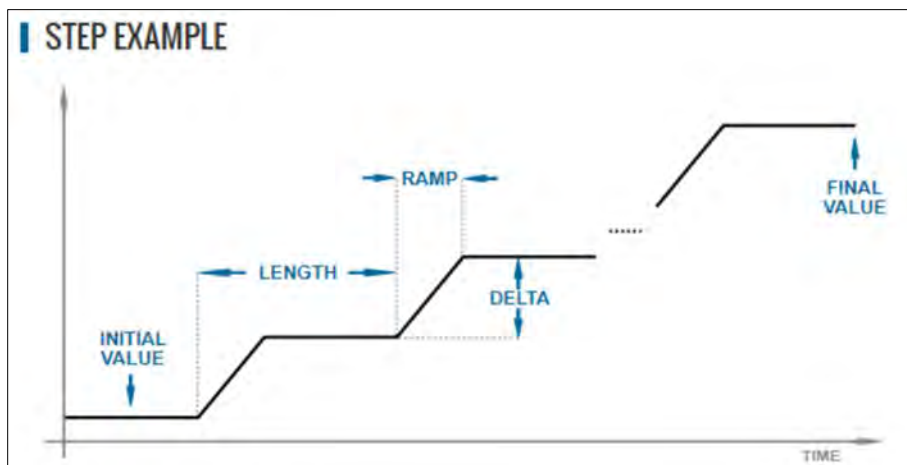 STEP EXAMPLE
RAMP
FINAL
VALUE
LENGTH
DELTA
INITIAL
VALUE
......
TIME